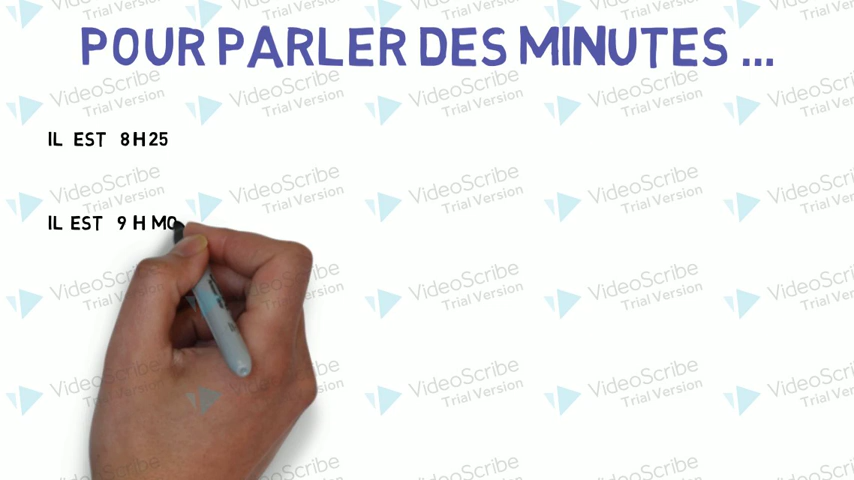 POUR PARLER DES MINUTES ...
IL EST 8H25
IL EST 9 H MO
VideoScribe
Trial Version